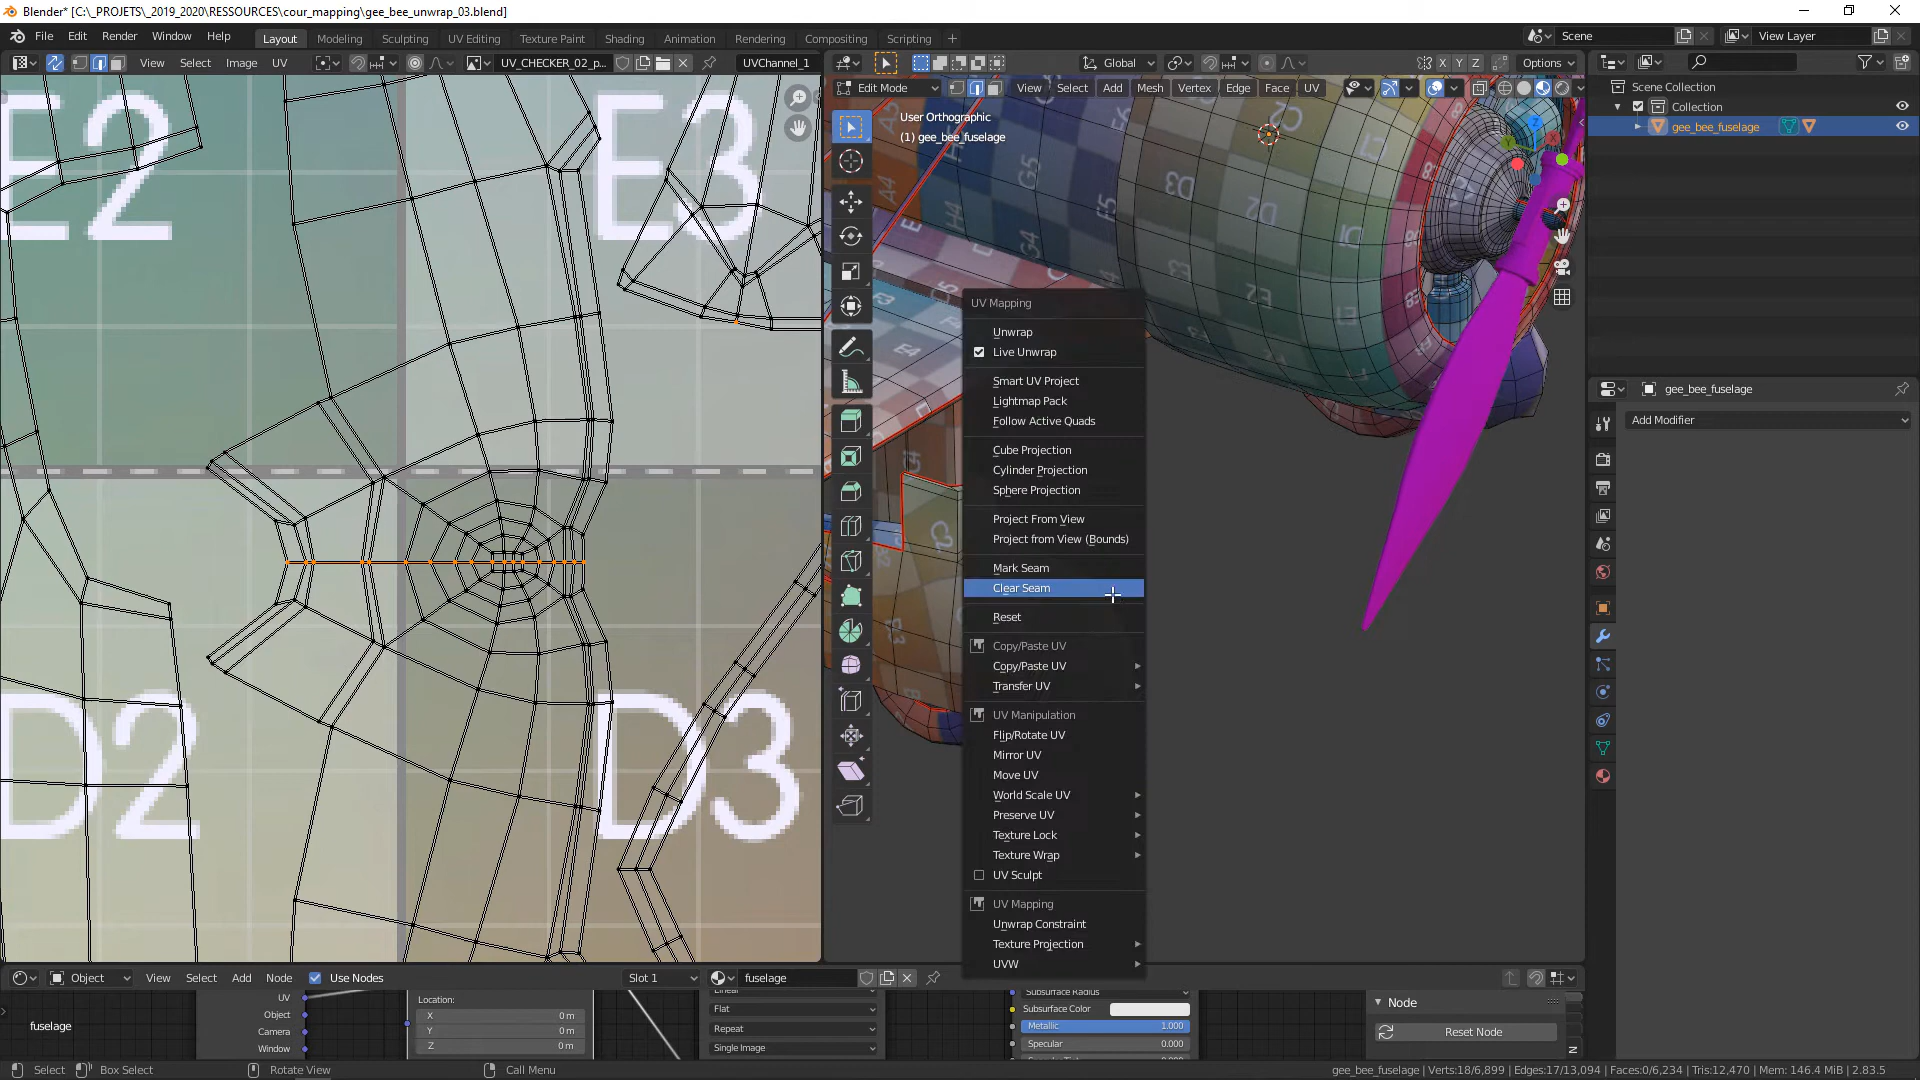 Blender* [C:\_PROJETS\_2019_2020\RESSOURCES\cour_mapping\gee_bee_unwrap_03.blend]
File Edit Render Window Help Layout Modeling Sculpting UV Editing Texture Paint Shading Animation Rendering Compositing Scripting + Scene View Layer
View Select Image UV UV_CHECKER_02_p... UVChannel_1 Global X Y Z Options
Edit Mode View Select Add Mesh Vertex Edge Face UV
Scene Collection
Collection
gee_bee_fuselage
User Orthographic
(1) gee_bee_fuselage
E2 E3
D2 D3
UV Mapping
Unwrap
Live Unwrap
Smart UV Project
Lightmap Pack
Follow Active Quads
Cube Projection
Cylinder Projection
Sphere Projection
Project From View
Project from View (Bounds)
Mark Seam
Clear Seam
Reset
Copy/Paste UV
Copy/Paste UV
Transfer UV
UV Manipulation
Flip/Rotate UV
Mirror UV
Move UV
World Scale UV
Preserve UV
Texture Lock
Texture Wrap
UV Sculpt
UV Mapping
Unwrap Constraint
Texture Projection
UVW
gee_bee_fuselage
Add Modifier
Object View Select Add Node Use Nodes Slot 1 fuselage
UV
Object
Camera
Window
fuselage
Location:
X 0 m
Y 0 m
Z 0 m
Linear
Flat
Repeat
Single Image
Subsurface Radius
Subsurface Color
Metallic 1.000
Specular 0.000
Node
Reset Node
Select Box Select Rotate View Call Menu
gee_bee_fuselage | Verts:18/6,899 | Edges:17/13,094 | Faces:0/6,234 | Tris:12,470 | Mem: 146.4 MiB | 2.83.5